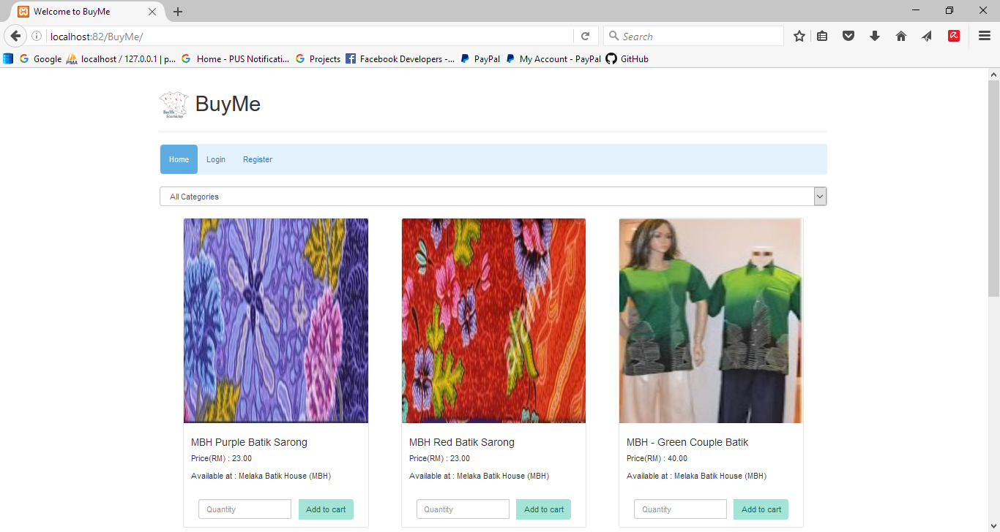 Welcome to BuyMe
localhost:82/BuyMe/
Search
Google
PMA
localhost / 127.0.0.1 | p...
Home - PUS Notificati...
Projects
Facebook Developers -...
PayPal
My Account - PayPal
GitHub
BuyMe
BuyMe
Home
Login
Register
All Categories
MBH Purple Batik Sarong
Price(RM) : 23.00
Available at : Melaka Batik House (MBH)
Quantity
Add to cart
MBH Red Batik Sarong
Price(RM) : 23.00
Available at : Melaka Batik House (MBH)
Quantity
Add to cart
MBH - Green Couple Batik
Price(RM) : 40.00
Available at : Melaka Batik House (MBH)
Quantity
Add to cart